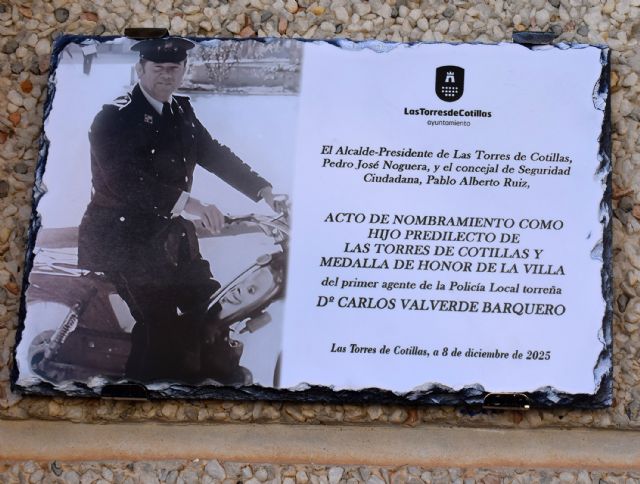 LasTorresdeCotillas
ayuntamiento
El Alcalde-Presidente de Las Torres de Cotillas,
Pedro José Noguera, y el concejal de Seguridad
Ciudadana, Pablo Alberto Ruiz,
ACTO DE NOMBRAMIENTO COMO
HIJO PREDILECTO DE
LAS TORRES DE COTILLAS Y
MEDALLA DE HONOR DE LA VILLA
del primer agente de la Policía Local torreña
Dº CARLOS VALVERDE BARQUERO
Las Torres de Cotillas, a 8 de diciembre de 2025